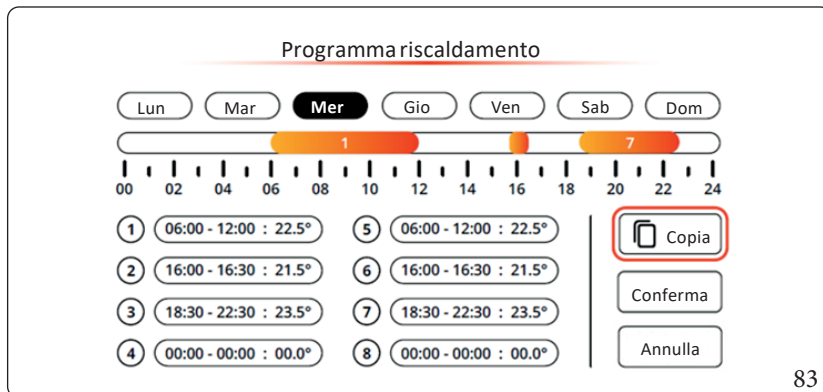 Programma riscaldamento
Lun Mar Mer Gio Ven Sab Dom
1 7
00 02 04 06 08 10 12 14 16 18 20 22 24
1 06:00 - 12:00 : 22.5° 5 06:00 - 12:00 : 22.5° Copia
2 16:00 - 16:30 : 21.5° 6 16:00 - 16:30 : 21.5°
Conferma
3 18:30 - 22:30 : 23.5° 7 18:30 - 22:30 : 23.5°
4 00:00 - 00:00 : 00.0° 8 00:00 - 00:00 : 00.0° Annulla
83